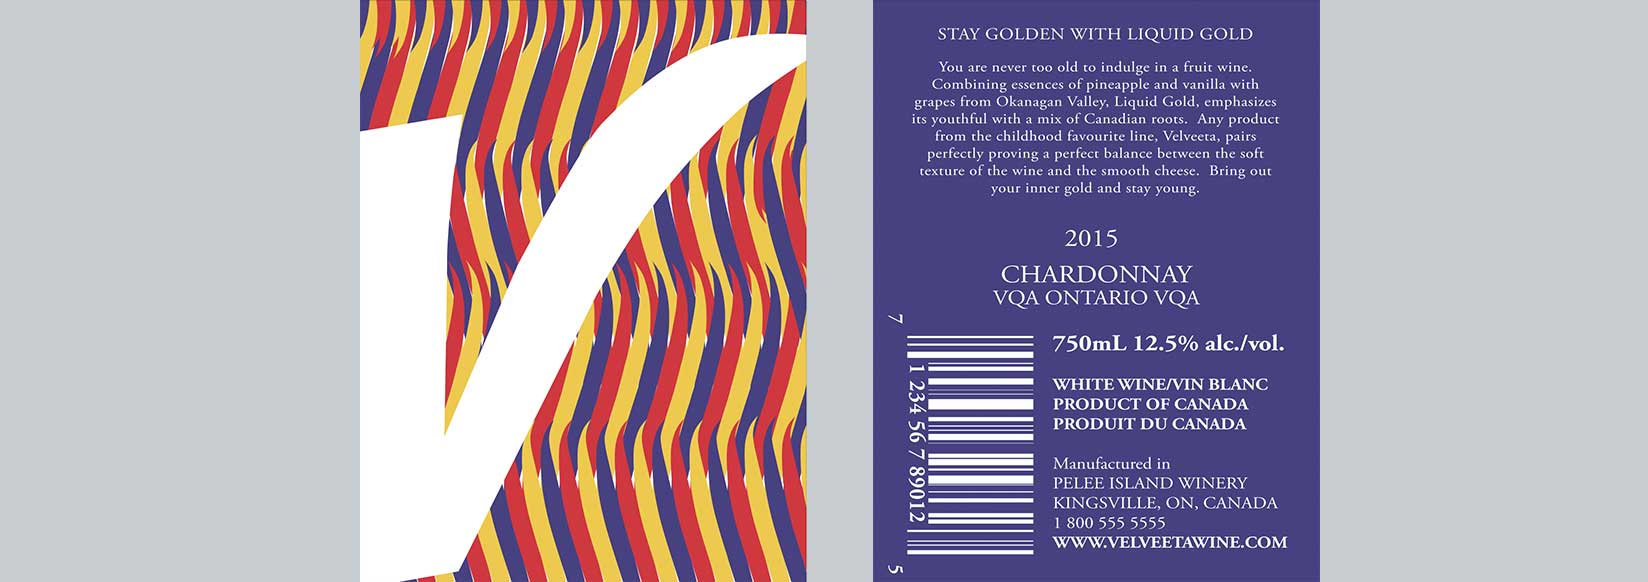 STAY GOLDEN WITH LIQUID GOLD
You are never too old to indulge in a fruit wine.
Combining essences of pineapple and vanilla with
grapes from Okanagan Valley, Liquid Gold, emphasizes
its youthful with a mix of Canadian roots.  Any product
from the childhood favourite line, Velveeta, pairs
perfectly proving a perfect balance between the soft
texture of the wine and the smooth cheese.  Bring out
your inner gold and stay young.
2015
CHARDONNAY
VQA ONTARIO VQA
7
1 234 56 7 89012
5
750mL 12.5% alc./vol.
WHITE WINE/VIN BLANC
PRODUCT OF CANADA
PRODUIT DU CANADA
Manufactured in
PELEE ISLAND WINERY
KINGSVILLE, ON, CANADA
1 800 555 5555
WWW.VELVEETAWINE.COM